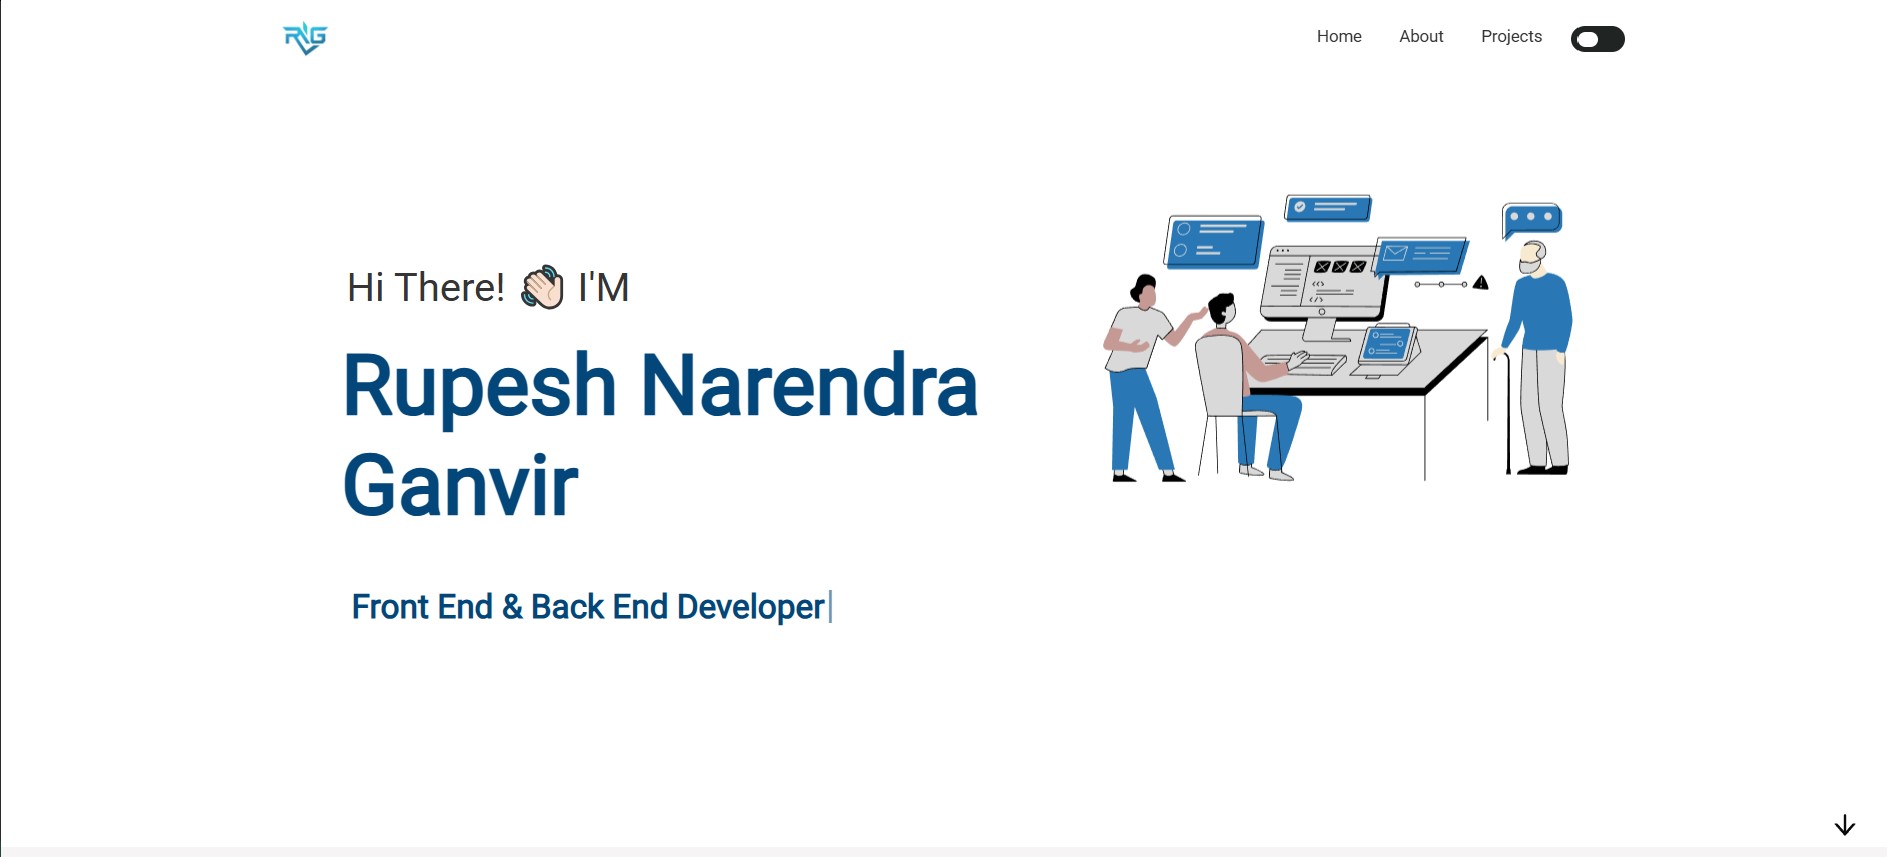 RNG
Home About Projects
Hi There! 👋🏻 I'M
Rupesh Narendra
Ganvir
Front End & Back End Developer